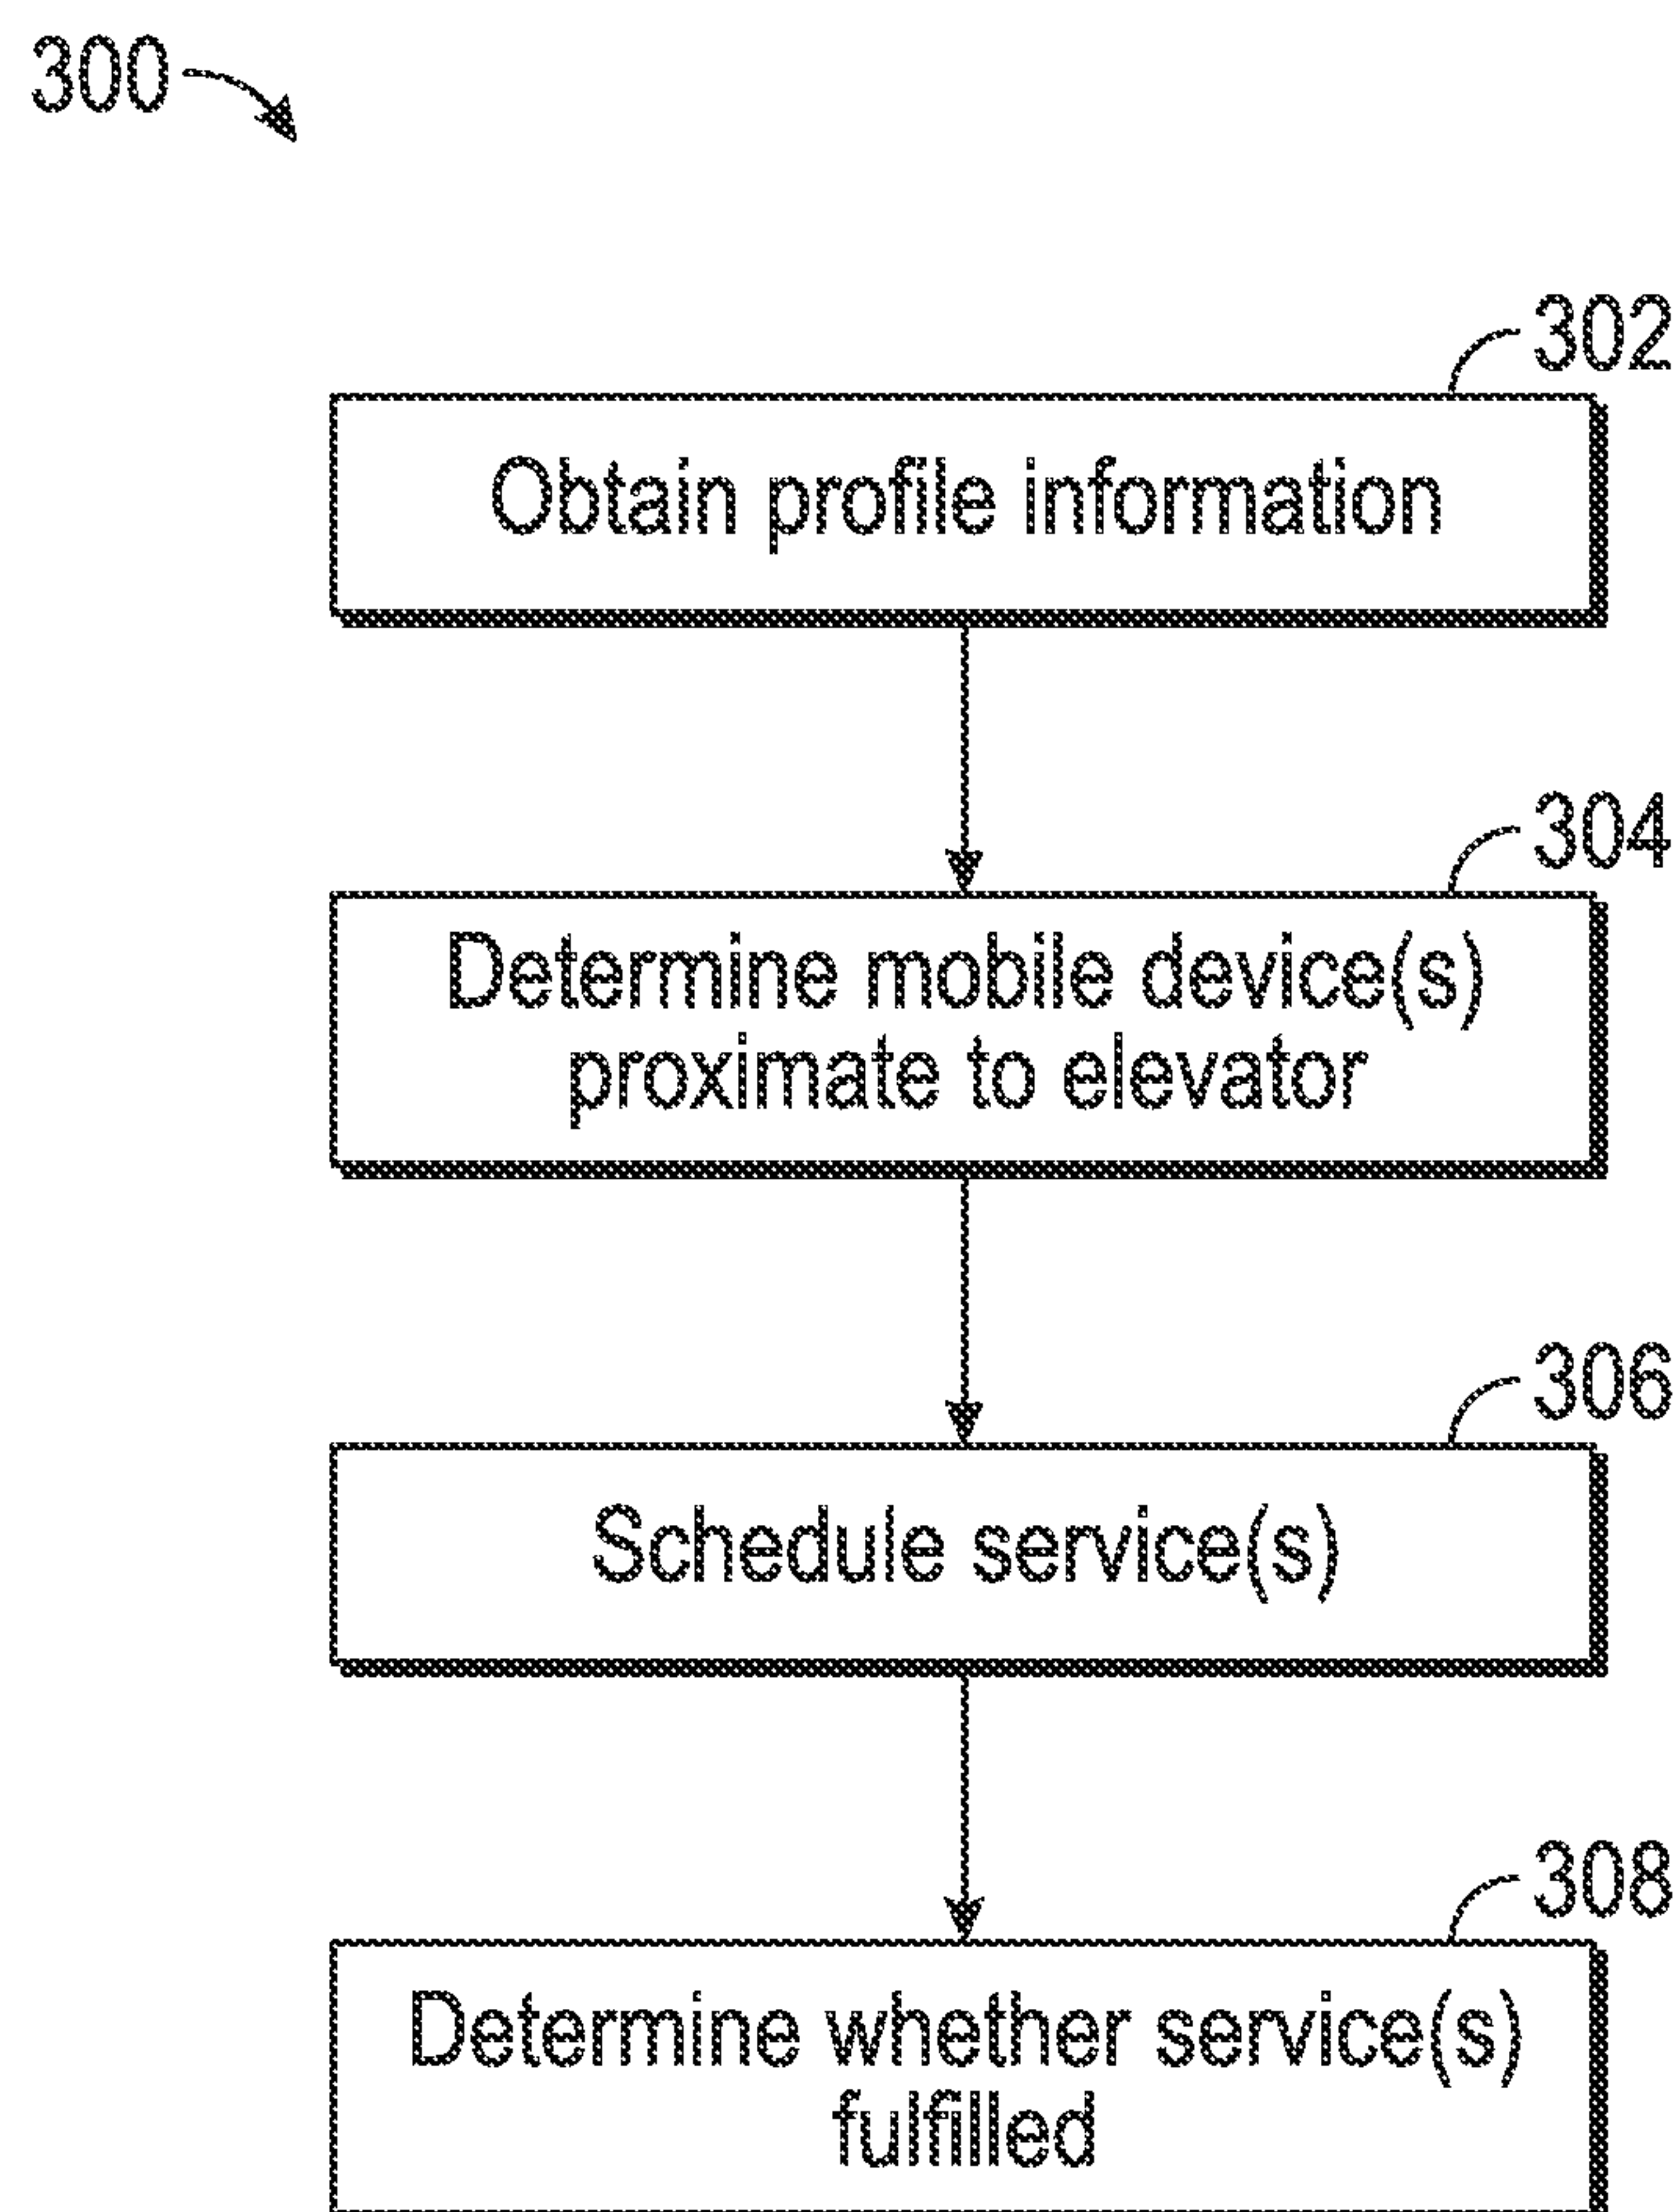 300
302
Obtain profile information
304
Determine mobile device(s)
proximate to elevator
306
Schedule service(s)
308
Determine whether service(s)
fulfilled